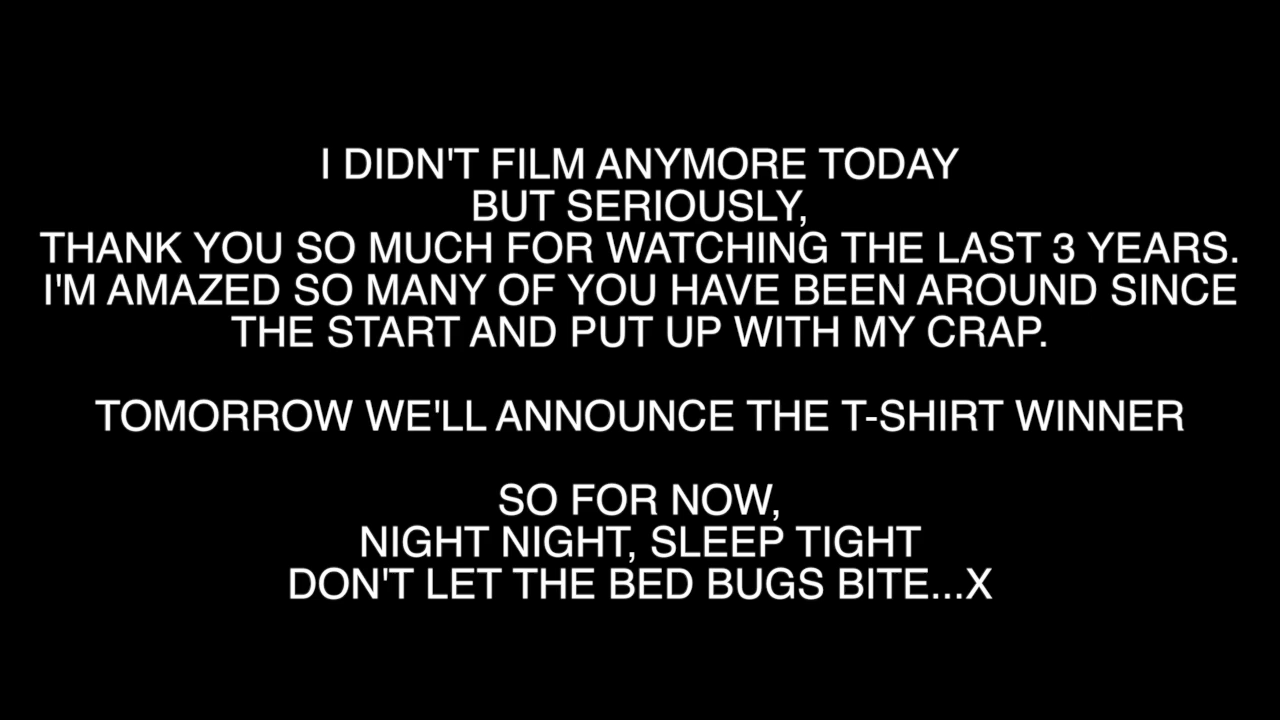 I DIDN'T FILM ANYMORE TODAY
BUT SERIOUSLY,
THANK YOU SO MUCH FOR WATCHING THE LAST 3 YEARS.
I'M AMAZED SO MANY OF YOU HAVE BEEN AROUND SINCE
THE START AND PUT UP WITH MY CRAP.
TOMORROW WE'LL ANNOUNCE THE T-SHIRT WINNER
SO FOR NOW,
NIGHT NIGHT, SLEEP TIGHT
DON'T LET THE BED BUGS BITE...X